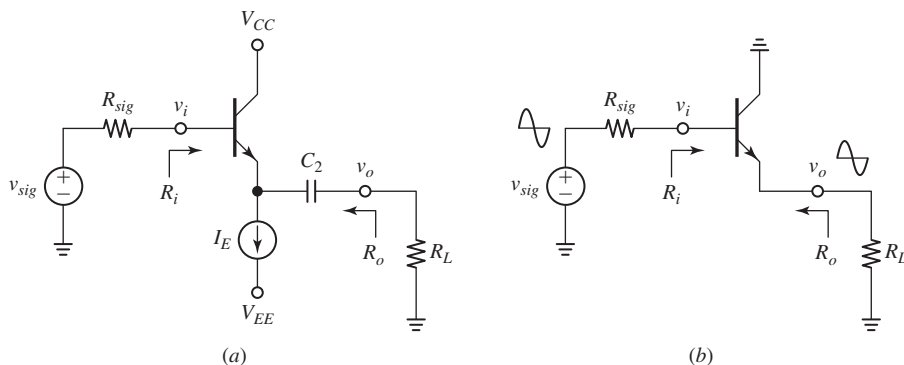 V_CC
R_sig
v_i
v_sig
+
−
R_i
C_2
v_o
I_E
R_o
R_L
V_EE
(a)
R_sig
v_i
v_sig
+
−
R_i
v_o
R_o
R_L
(b)